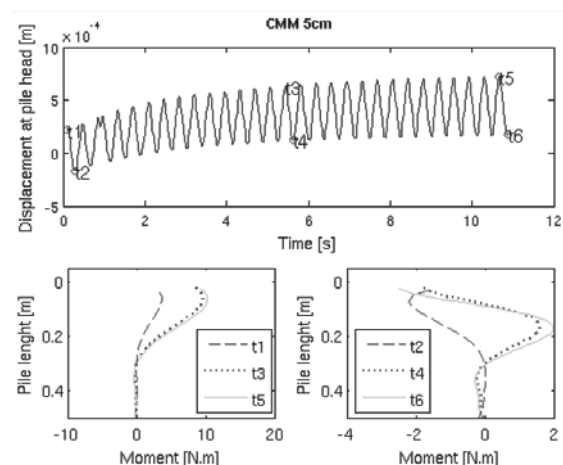 CMM 5cm
x 10⁻⁴
Displacement at pile head [m]
10
5
0
-5
t1
t2
t3
t4
t5
t6
0 2 4 6 8 10 12
Time [s]
Pile lenght [m]
0
0.2
0.4
t1
t3
t5
-10 0 10 20
Moment [N.m]
Pile lenght [m]
0
0.2
0.4
t2
t4
t6
-4 -2 0 2
Moment [N.m]